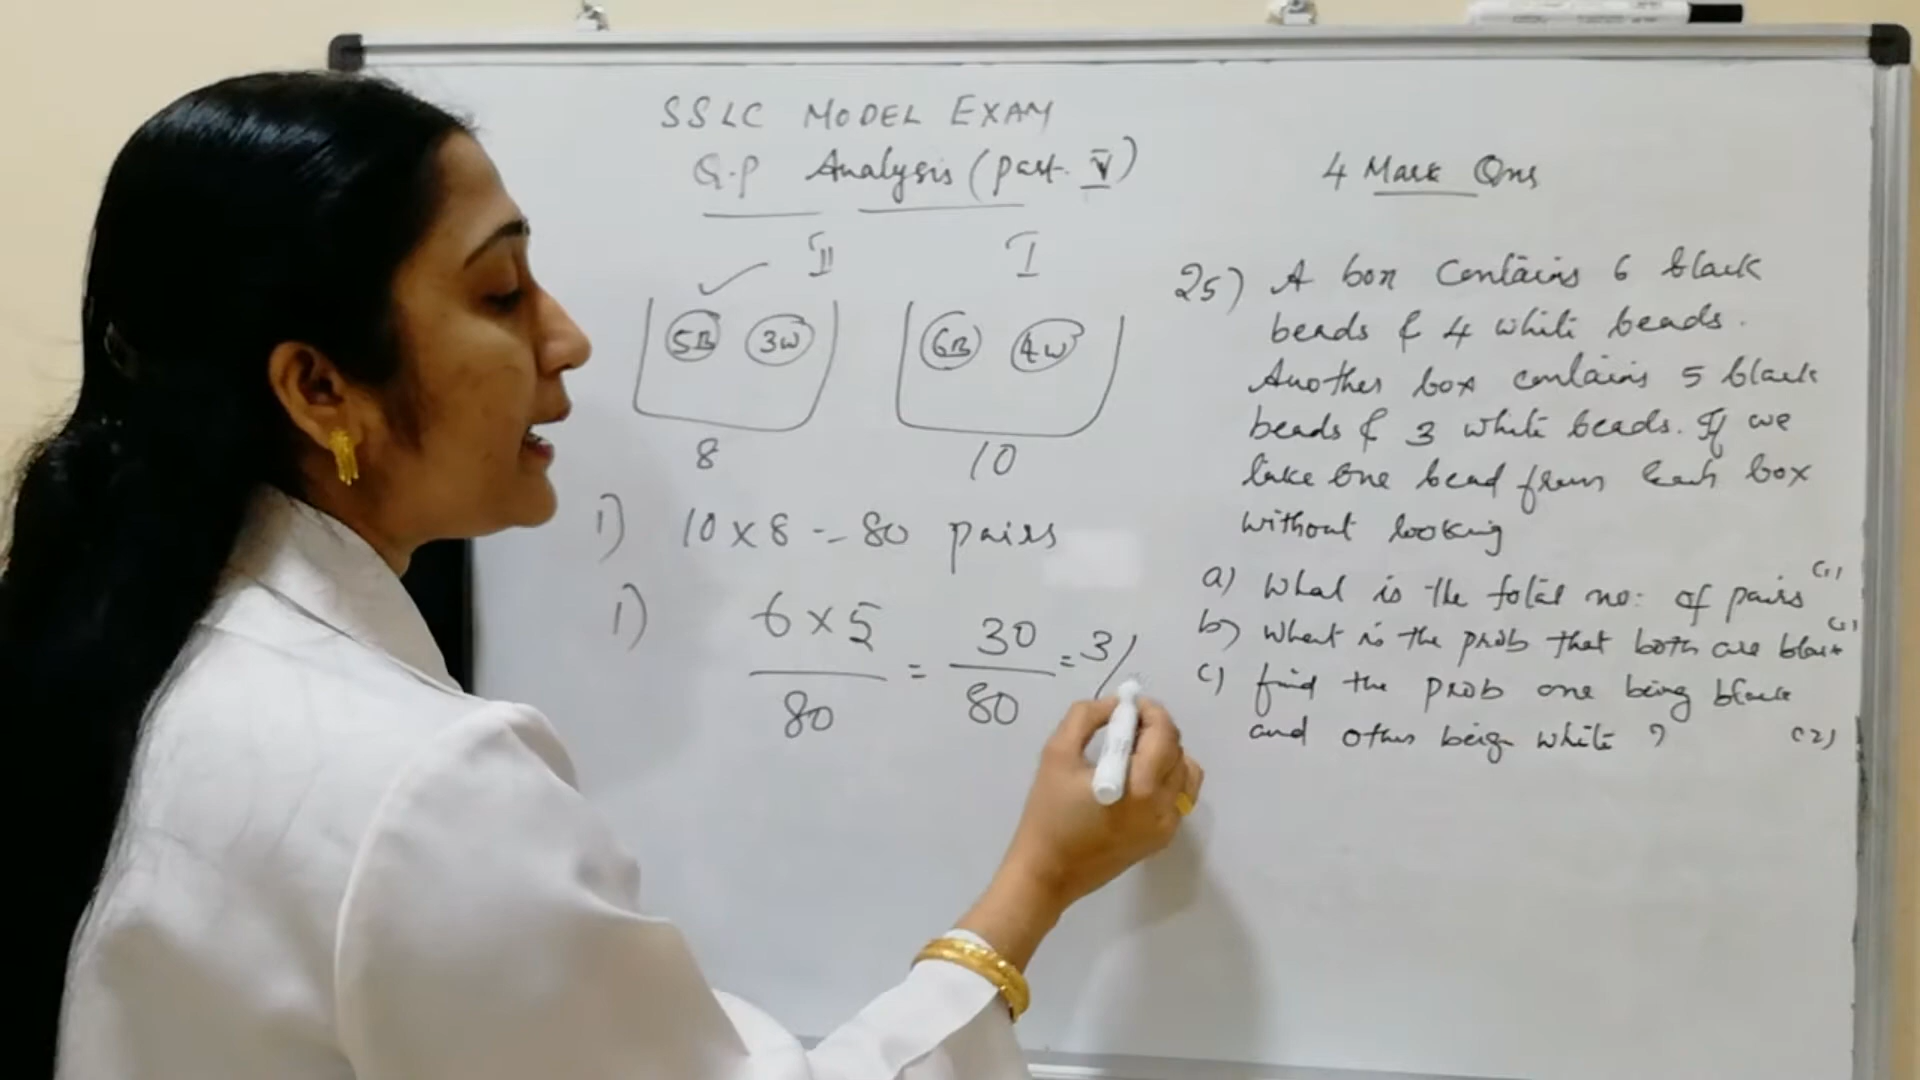 SSLC MODEL EXAM
Q.P Analysis (part. V)
II I
5B 3W 6B 4W
8 10
1) 10 x 8 = 80 pairs
1) 6 x 5 / 80 = 30 / 80 = 3/
4 Mark Qns
25) A box contains 6 black
beads & 4 white beads.
Another box contains 5 black
beads & 3 white beads. If we
take one bead from each box
without looking
a) What is the total no: of pairs (1)
b) What is the prob that both are black (1)
c) find the prob one being black
and other being white ? (2)